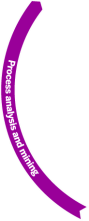 Process analysis and mining